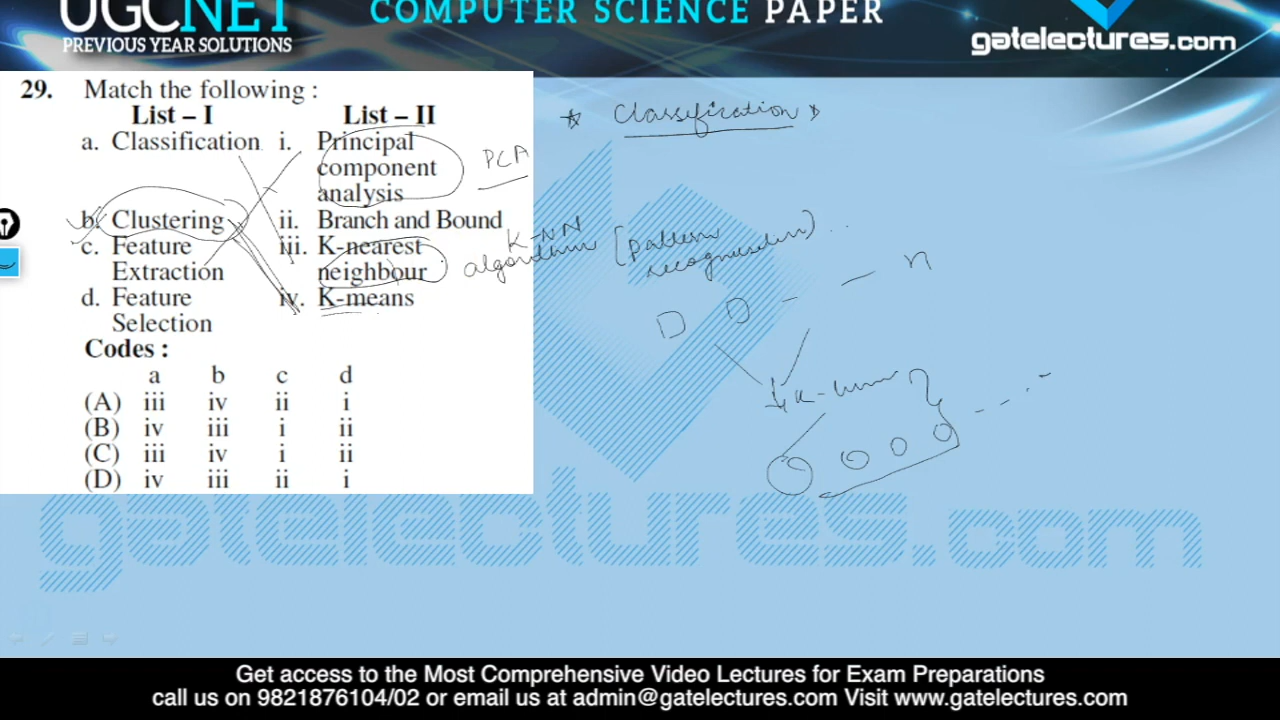 UGCNET
COMPUTER SCIENCE PAPER
PREVIOUS YEAR SOLUTIONS
gatelectures.com
29. Match the following :
List – I List – II
a. Classification i. Principal
component
analysis
b. Clustering ii. Branch and Bound
c. Feature iii. K-nearest
Extraction neighbour
d. Feature iv. K-means
Selection
Codes :
a b c d
(A) iii iv ii i
(B) iv iii i ii
(C) iii iv i ii
(D) iv iii ii i
Classification
PCA
K-NN
algorithm [pattern
n
gatelectures.com
Get access to the Most Comprehensive Video Lectures for Exam Preparations
call us on 9821876104/02 or email us at admin@gatelectures.com Visit www.gatelectures.com